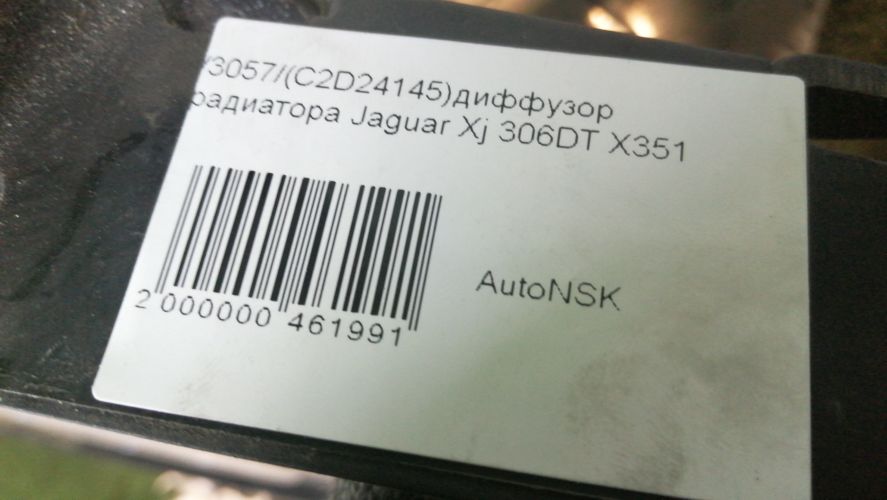 /3057/(C2D24145)диффузор
радиатора Jaguar Xj 306DT X351
AutoNSK
2 000000 461991